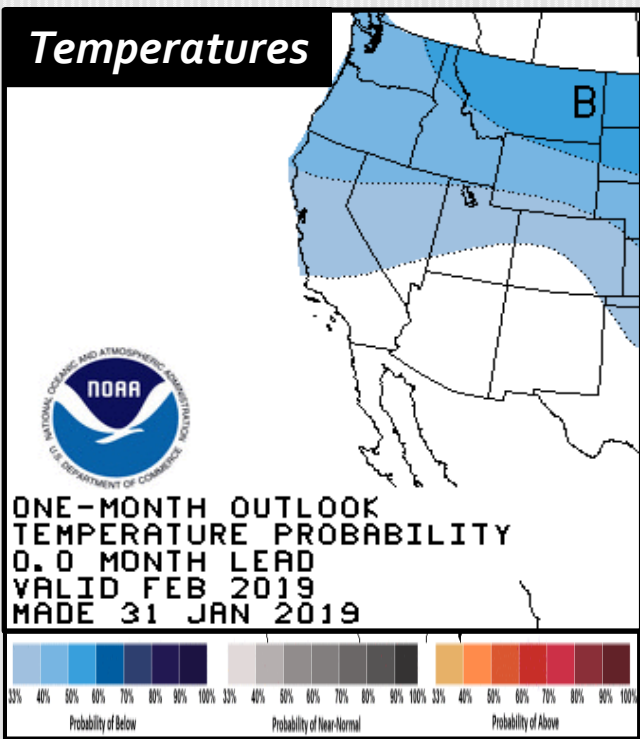 Temperatures
B
NATIONAL OCEANIC AND ATMOSPHERIC ADMINISTRATION
NOAA
U.S. DEPARTMENT OF COMMERCE
ONE-MONTH OUTLOOK
TEMPERATURE PROBABILITY
0.0 MONTH LEAD
VALID FEB 2019
MADE 31 JAN 2019
33% 40% 50% 60% 70% 80% 90% 100% 33% 40% 50% 60% 70% 80% 90% 100% 33% 40% 50% 60% 70% 80% 90% 100%
Probability of Below Probability of Near-Normal Probability of Above